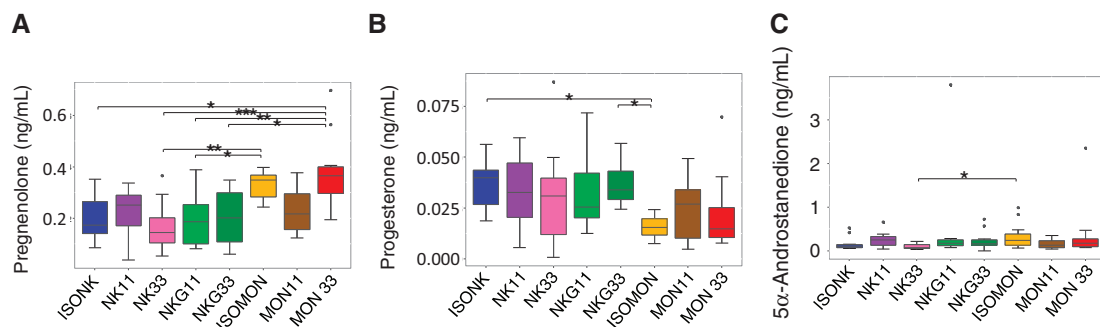 A
Pregnenolone (ng/mL)
0.6
0.4
0.2
*
***
**
*
**
*
ISONK
NK11
NK33
NKG11
NKG33
ISOMON
MON11
MON 33
B
Progesterone (ng/mL)
0.075
0.050
0.025
0.000
*
*
ISONK
NK11
NK33
NKG11
NKG33
ISOMON
MON11
MON 33
C
5α-Androstanedione (ng/mL)
3
2
1
0
*
ISONK
NK11
NK33
NKG11
NKG33
ISOMON
MON11
MON 33